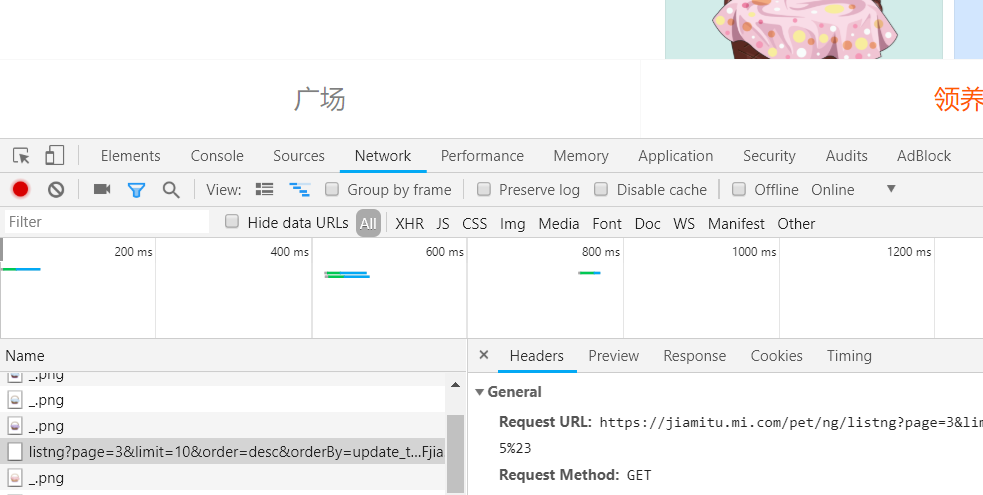 广场
领养
Elements Console Sources Network Performance Memory Application Security Audits AdBlock
View: Group by frame Preserve log Disable cache Offline Online
Filter Hide data URLs All XHR JS CSS Img Media Font Doc WS Manifest Other
200 ms 400 ms 600 ms 800 ms 1000 ms 1200 ms
Name
× Headers Preview Response Cookies Timing
_.png
_.png
_.png
listng?page=3&limit=10&order=desc&orderBy=update_t...Fjia
_.png
General
Request URL: https://jiamitu.mi.com/pet/ng/listng?page=3&lim
5%23
Request Method: GET